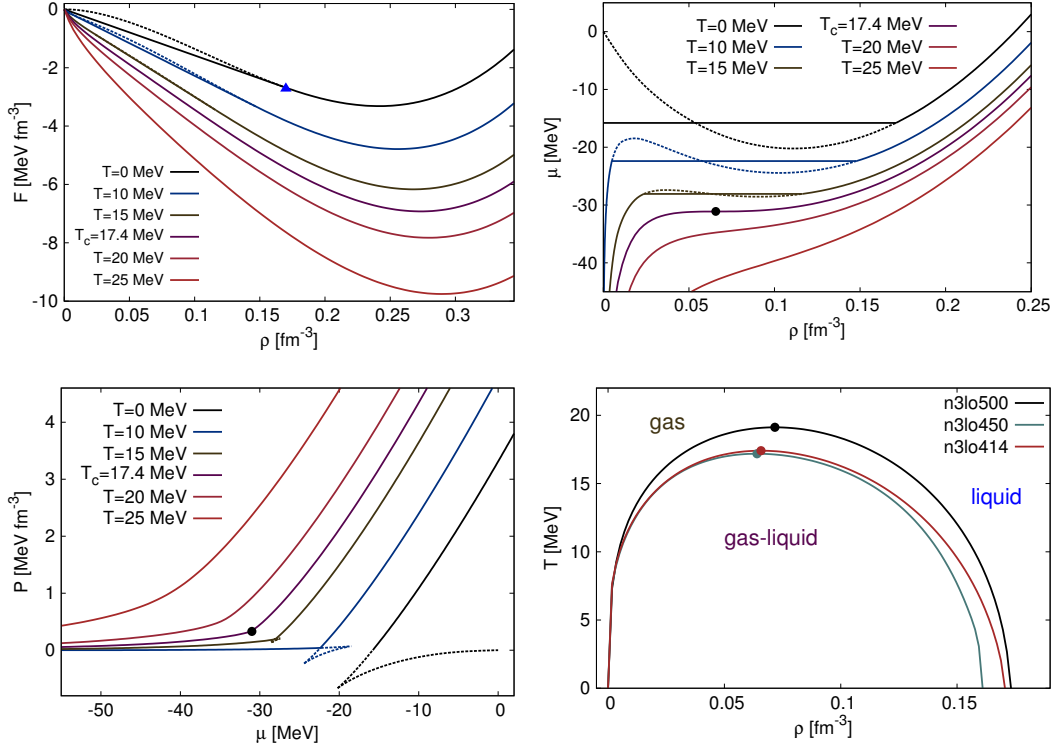 0
-2
-4
-6
-8
-10
F [MeV fm-3]
T=0 MeV
T=10 MeV
T=15 MeV
Tc=17.4 MeV
T=20 MeV
T=25 MeV
0 0.05 0.1 0.15 0.2 0.25 0.3
ρ [fm-3]
0
-10
-20
-30
-40
μ [MeV]
T=0 MeV Tc=17.4 MeV
T=10 MeV T=20 MeV
T=15 MeV T=25 MeV
0 0.05 0.1 0.15 0.2 0.25
ρ [fm-3]
4
3
2
1
0
P [MeV fm-3]
T=0 MeV
T=10 MeV
T=15 MeV
Tc=17.4 MeV
T=20 MeV
T=25 MeV
-50 -40 -30 -20 -10 0
μ [MeV]
20
15
10
5
0
T [MeV]
n3lo500
n3lo450
n3lo414
gas
liquid
gas-liquid
0 0.05 0.1 0.15
ρ [fm-3]